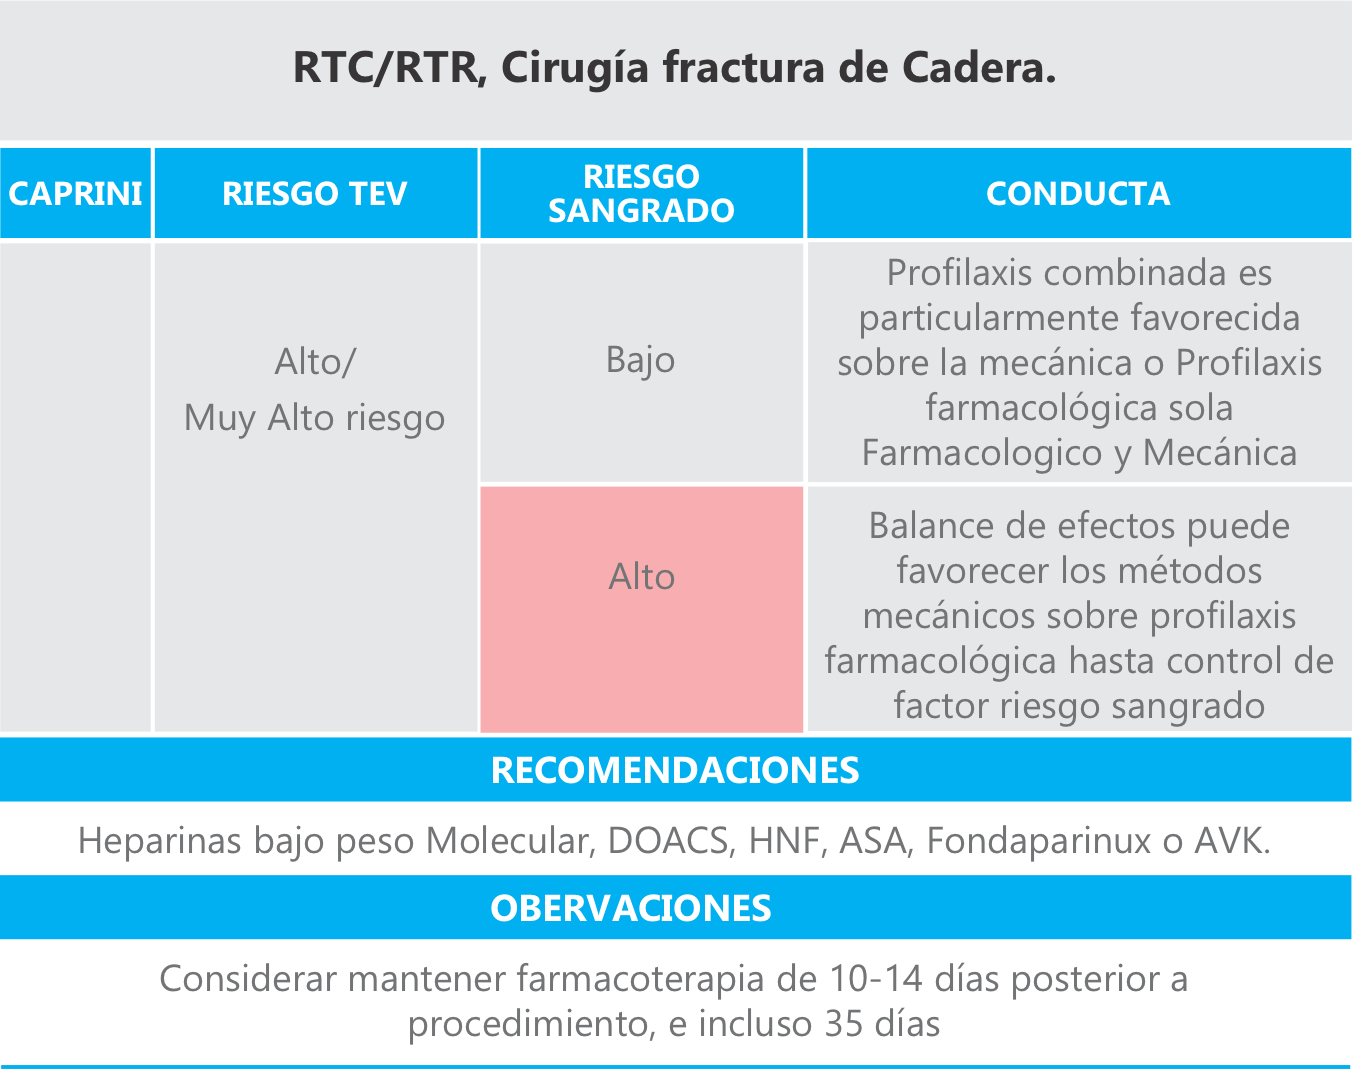 RTC/RTR, Cirugía fractura de Cadera.
CAPRINI
RIESGO TEV
RIESGO
SANGRADO
CONDUCTA
Alto/
Muy Alto riesgo
Bajo
Profilaxis combinada es
particularmente favorecida
sobre la mecánica o Profilaxis
farmacológica sola
Farmacologico y Mecánica
Alto
Balance de efectos puede
favorecer los métodos
mecánicos sobre profilaxis
farmacológica hasta control de
factor riesgo sangrado
RECOMENDACIONES
Heparinas bajo peso Molecular, DOACS, HNF, ASA, Fondaparinux o AVK.
OBERVACIONES
Considerar mantener farmacoterapia de 10-14 días posterior a
procedimiento, e incluso 35 días